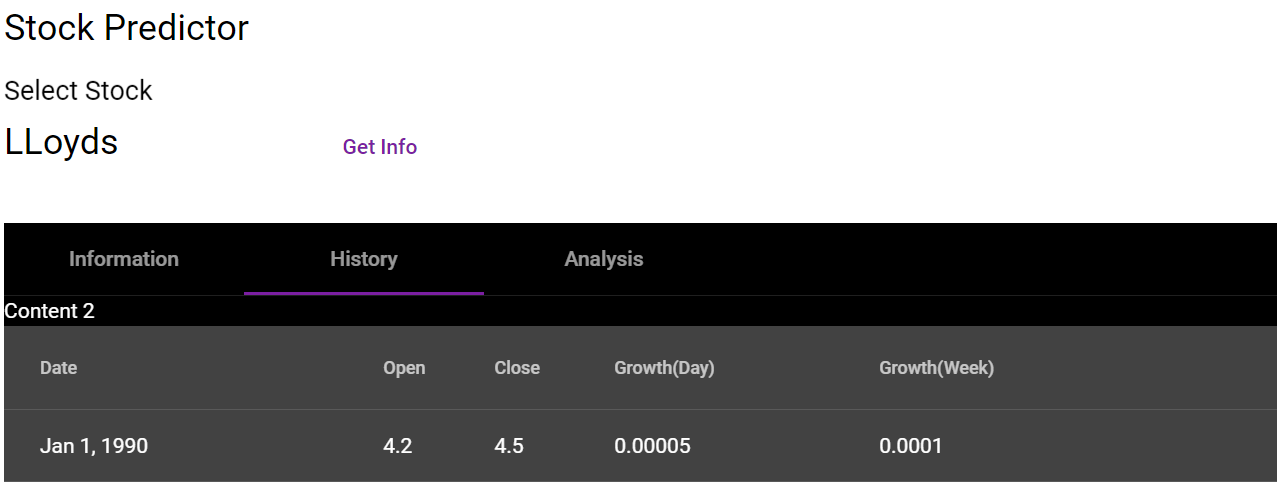 Stock Predictor
Select Stock
LLoyds Get Info
Information History Analysis
Content 2
Date Open Close Growth(Day) Growth(Week)
Jan 1, 1990 4.2 4.5 0.00005 0.0001